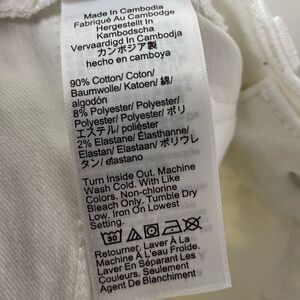 Made In Cambodia
Fabriqué Au Cambodge
Hergestellt In
Kambodscha
Vervaardigd In Cambodja
カンボジア製
hecho en camboya
90% Cotton/ Coton/
Baumwolle/ Katoen/ 綿/
algodón
8% Polyester/ Polyester/
Polyester/ Polyester/ ポリ
エステル/ poliéster
2% Elastane/ Élasthanne/
Elastan/ Elastaan/ ポリウレ
タン/ elastano
Turn Inside Out. Machine
Wash Cold. With Like
Colors. Non-chlorine
Bleach Only. Tumble Dry
Low. Iron On Lowest
Setting.
30
Retourner. Laver À La
Machine À L'eau Froide.
Laver En Séparant Les
Couleurs. Seulement
Agent De Blanchiment